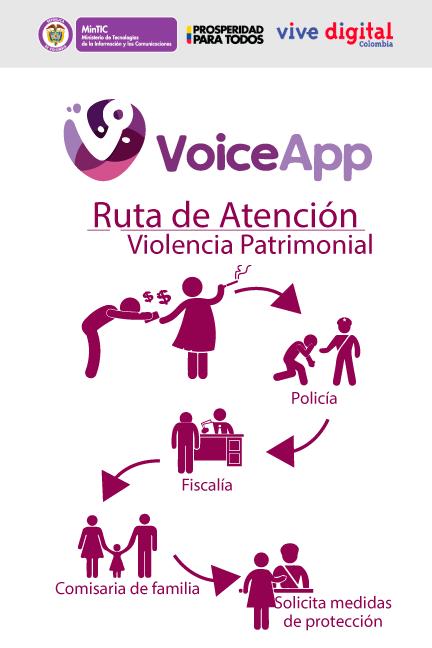 MinTIC
Ministerio de Tecnologías
de la Información y las Comunicaciones
PROSPERIDAD
PARA TODOS
vive digital
Colombia
VoiceApp
Ruta de Atención
Violencia Patrimonial
$ $
Policía
Fiscalía
Comisaria de familia
Solicita medidas
de protección